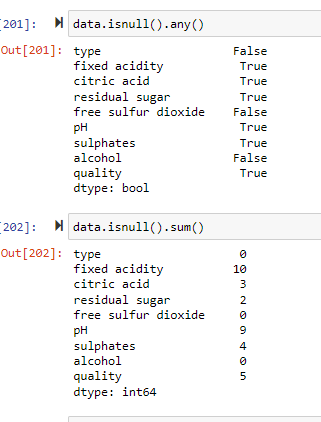 [201]: data.isnull().any()
Out[201]: type False
fixed acidity True
citric acid True
residual sugar True
free sulfur dioxide False
pH True
sulphates True
alcohol False
quality True
dtype: bool
[202]: data.isnull().sum()
Out[202]: type 0
fixed acidity 10
citric acid 3
residual sugar 2
free sulfur dioxide 0
pH 9
sulphates 4
alcohol 0
quality 5
dtype: int64